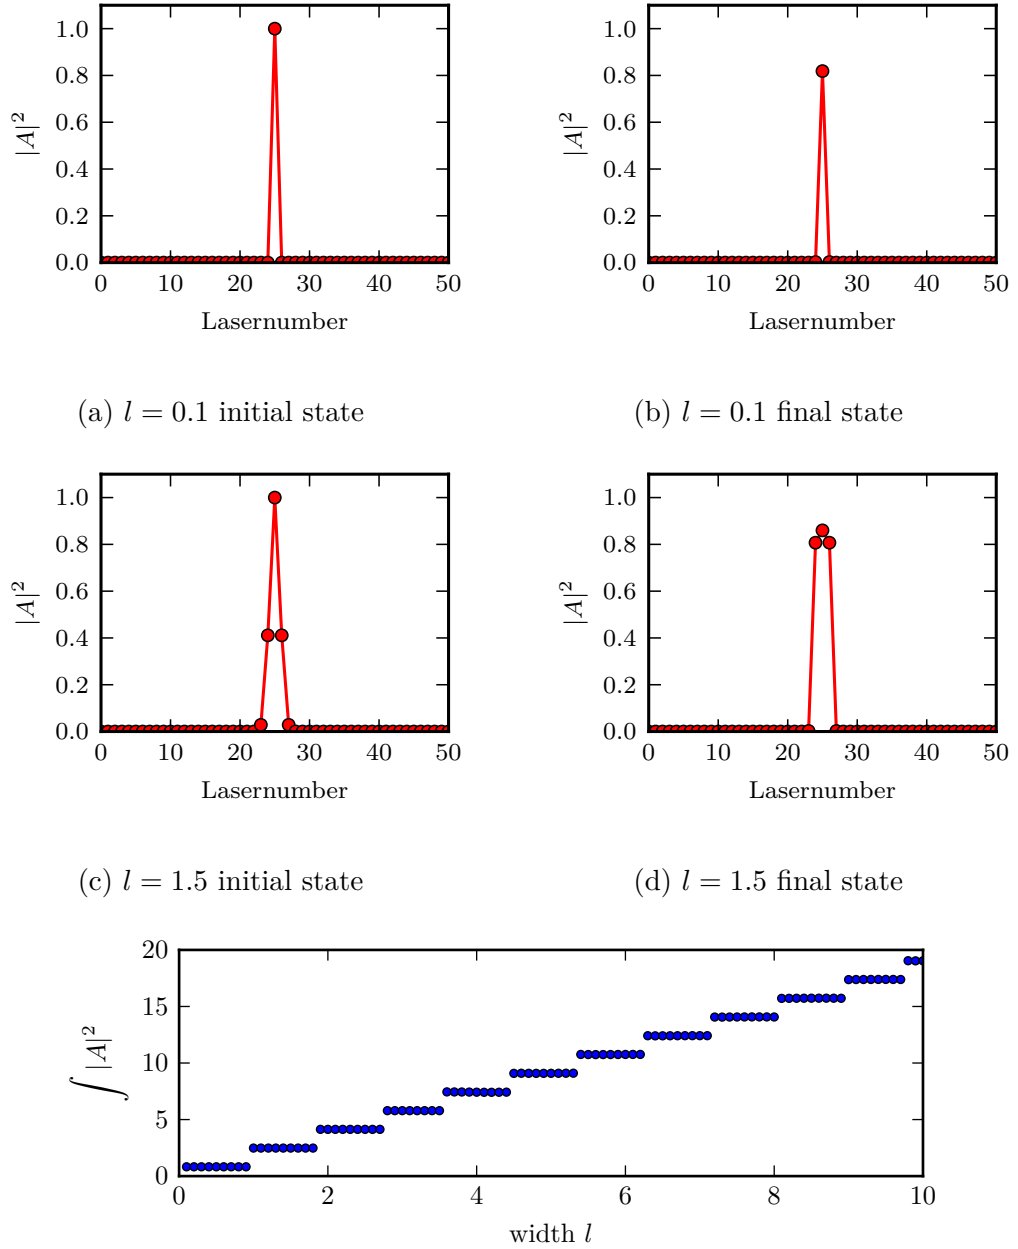 1.0
0.8
0.6
0.4
0.2
0.0
|A|²
0 10 20 30 40 50
Lasernumber
(a) l = 0.1 initial state
1.0
0.8
0.6
0.4
0.2
0.0
|A|²
0 10 20 30 40 50
Lasernumber
(b) l = 0.1 final state
1.0
0.8
0.6
0.4
0.2
0.0
|A|²
0 10 20 30 40 50
Lasernumber
(c) l = 1.5 initial state
1.0
0.8
0.6
0.4
0.2
0.0
|A|²
0 10 20 30 40 50
Lasernumber
(d) l = 1.5 final state
20
15
10
5
0
∫ |A|²
0 2 4 6 8 10
width l